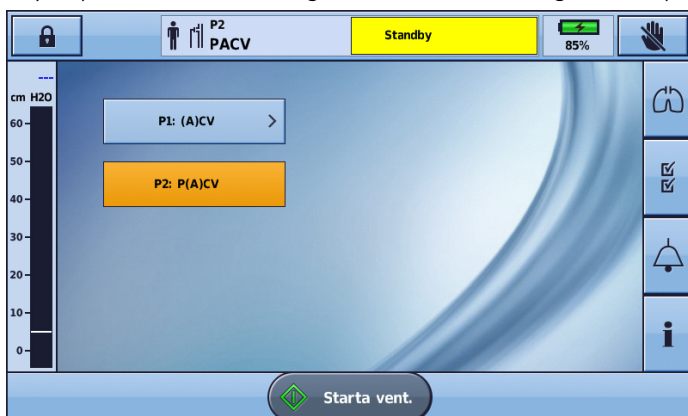 P2
PACV
Standby
85%
---
cm H2O
60
50
40
30
20
10
0
P1: (A)CV
P2: P(A)CV
i
Starta vent.